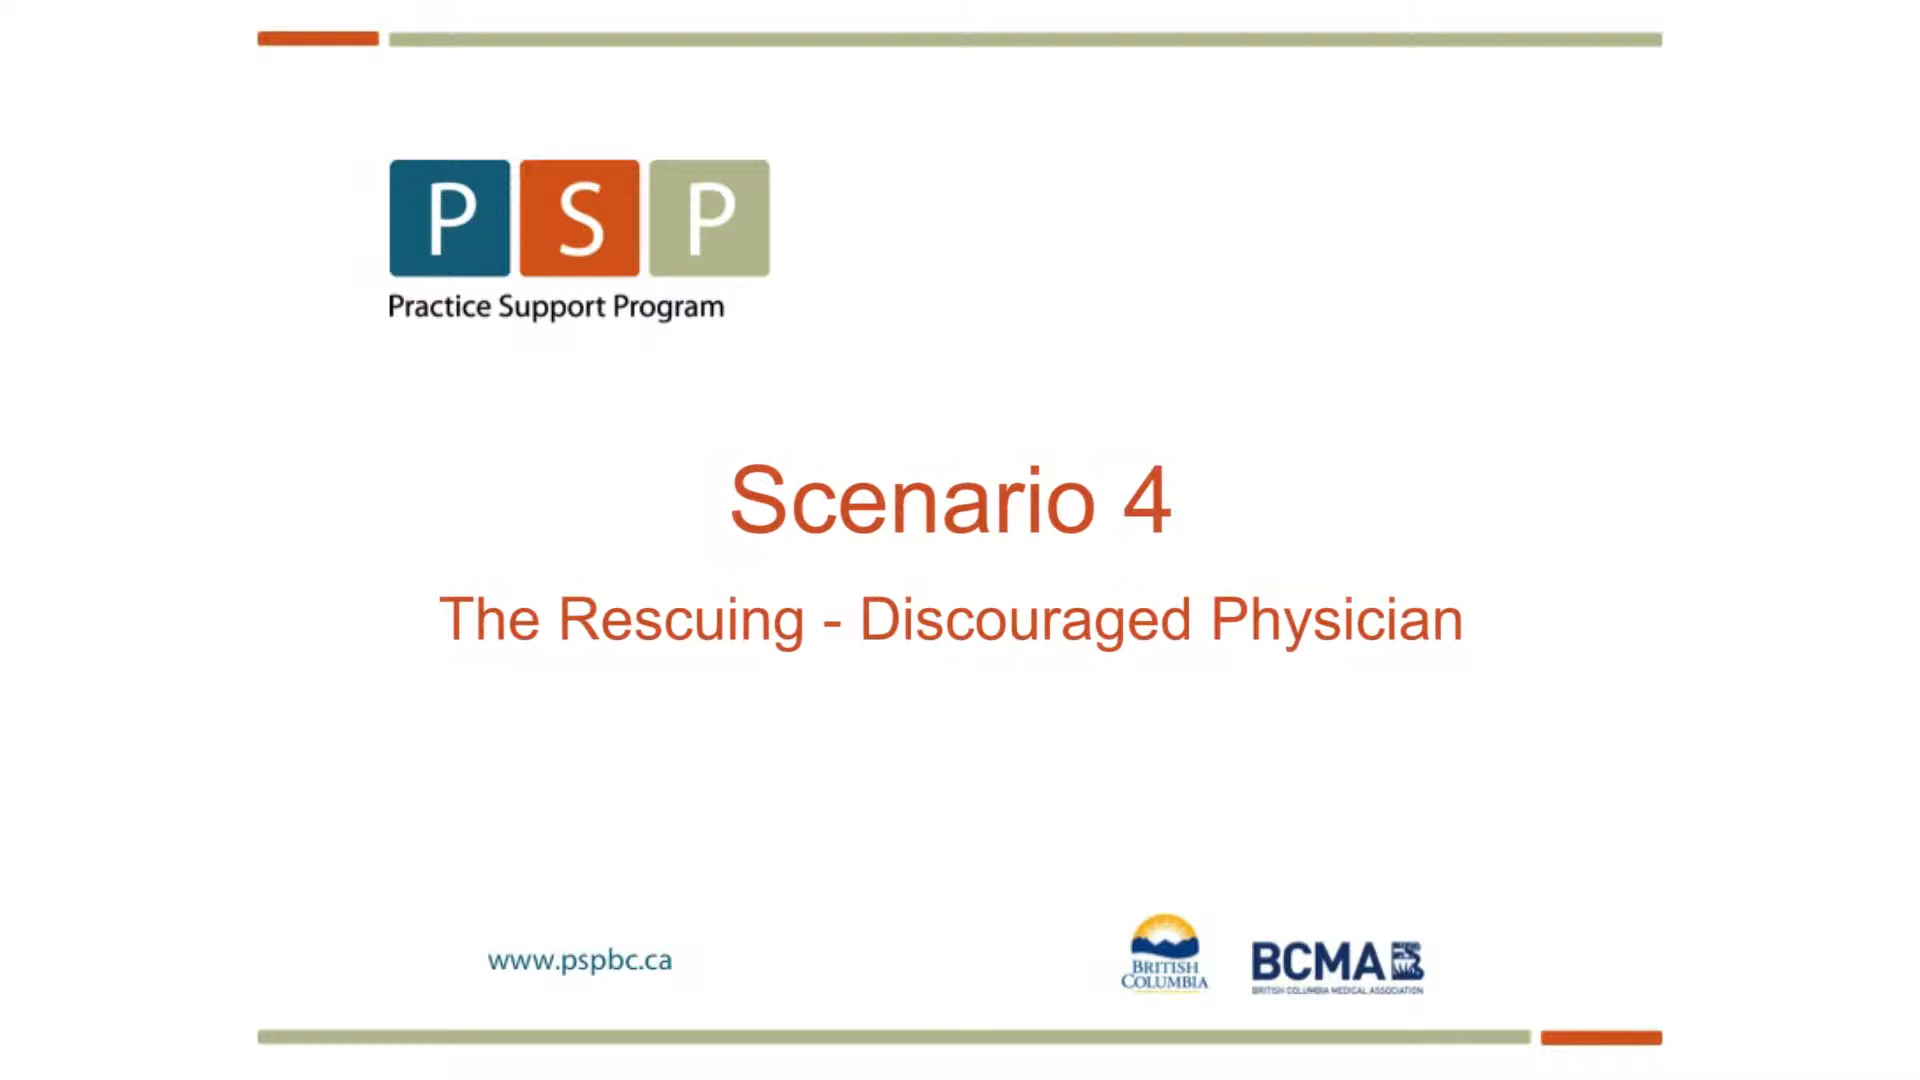 P S P
Practice Support Program
Scenario 4
The Rescuing - Discouraged Physician
www.pspbc.ca
BRITISH
COLUMBIA
BCMA
BRITISH COLUMBIA MEDICAL ASSOCIATION